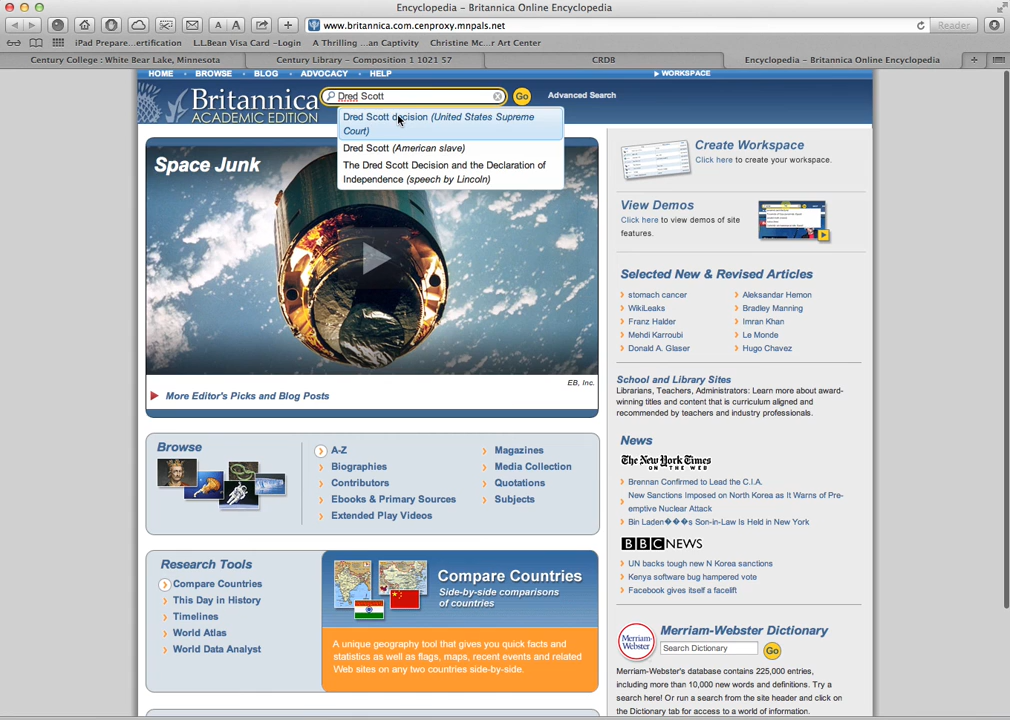 Encyclopedia - Britannica Online Encyclopedia
A A
+
www.britannica.com.cenproxy.mnpals.net
Reader
iPad Prepare...ertification L.L.Bean Visa Card -Login A Thrilling ...an Captivity Christine Mc...r Art Center
Century College : White Bear Lake, Minnesota Century Library - Composition 1 1021 57 CRDB Encyclopedia - Britannica Online Encyclopedia +
HOME • BROWSE • BLOG • ADVOCACY • HELP WORKSPACE
Britannica
ACADEMIC EDITION
Dred Scott Go Advanced Search
Dred Scott decision (United States Supreme
Court)
Dred Scott (American slave)
The Dred Scott Decision and the Declaration of
Independence (speech by Lincoln)
Space Junk
EB, Inc.
More Editor's Picks and Blog Posts
Create Workspace
Click here to create your workspace.
View Demos
Click here to view demos of site
features.
Selected New & Revised Articles
stomach cancer Aleksandar Hemon
WikiLeaks Bradley Manning
Franz Halder Imran Khan
Mehdi Karroubi Le Monde
Donald A. Glaser Hugo Chavez
School and Library Sites
Librarians, Teachers, Administrators: Learn more about award-
winning titles and content that is curriculum aligned and
recommended by teachers and industry professionals.
News
The New York Times
ON THE WEB
Brennan Confirmed to Lead the C.I.A.
New Sanctions Imposed on North Korea as It Warns of Pre-
emptive Nuclear Attack
Bin Laden���s Son-in-Law Is Held in New York
BBC NEWS
UN backs tough new N Korea sanctions
Kenya software bug hampered vote
Facebook gives itself a facelift
Browse
A-Z Magazines
Biographies Media Collection
Contributors Quotations
Ebooks & Primary Sources Subjects
Extended Play Videos
Research Tools
Compare Countries
This Day in History
Timelines
World Atlas
World Data Analyst
Compare Countries
Side-by-side comparisons
of countries
A unique geography tool that gives you quick facts and
statistics as well as flags, maps, recent events and related
Web sites on any two countries side-by-side.
Merriam-Webster
Merriam-Webster Dictionary
Search Dictionary Go
Merriam-Webster's database contains 225,000 entries,
including more than 10,000 new words and definitions. Try a
search here! Or run a search from the site header and click on
the Dictionary tab for access to a world of information.